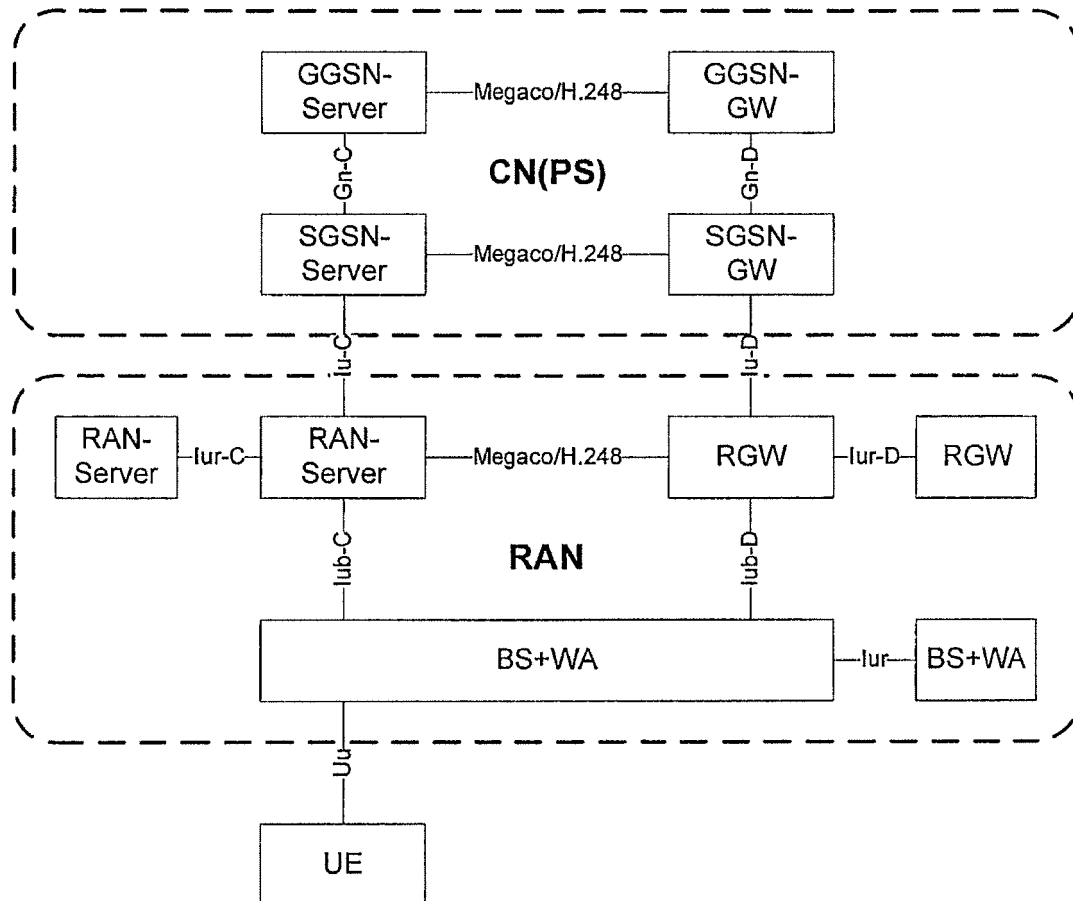 GGSN-
Server
Megaco/H.248
GGSN-
GW
Gn-C
CN(PS)
Gn-D
SGSN-
Server
Megaco/H.248
SGSN-
GW
Iu-C
Iu-D
RAN-
Server
Iur-C
RAN-
Server
Megaco/H.248
RGW
Iur-D
RGW
Iub-C
RAN
Iub-D
BS+WA
Iur
BS+WA
Uu
UE